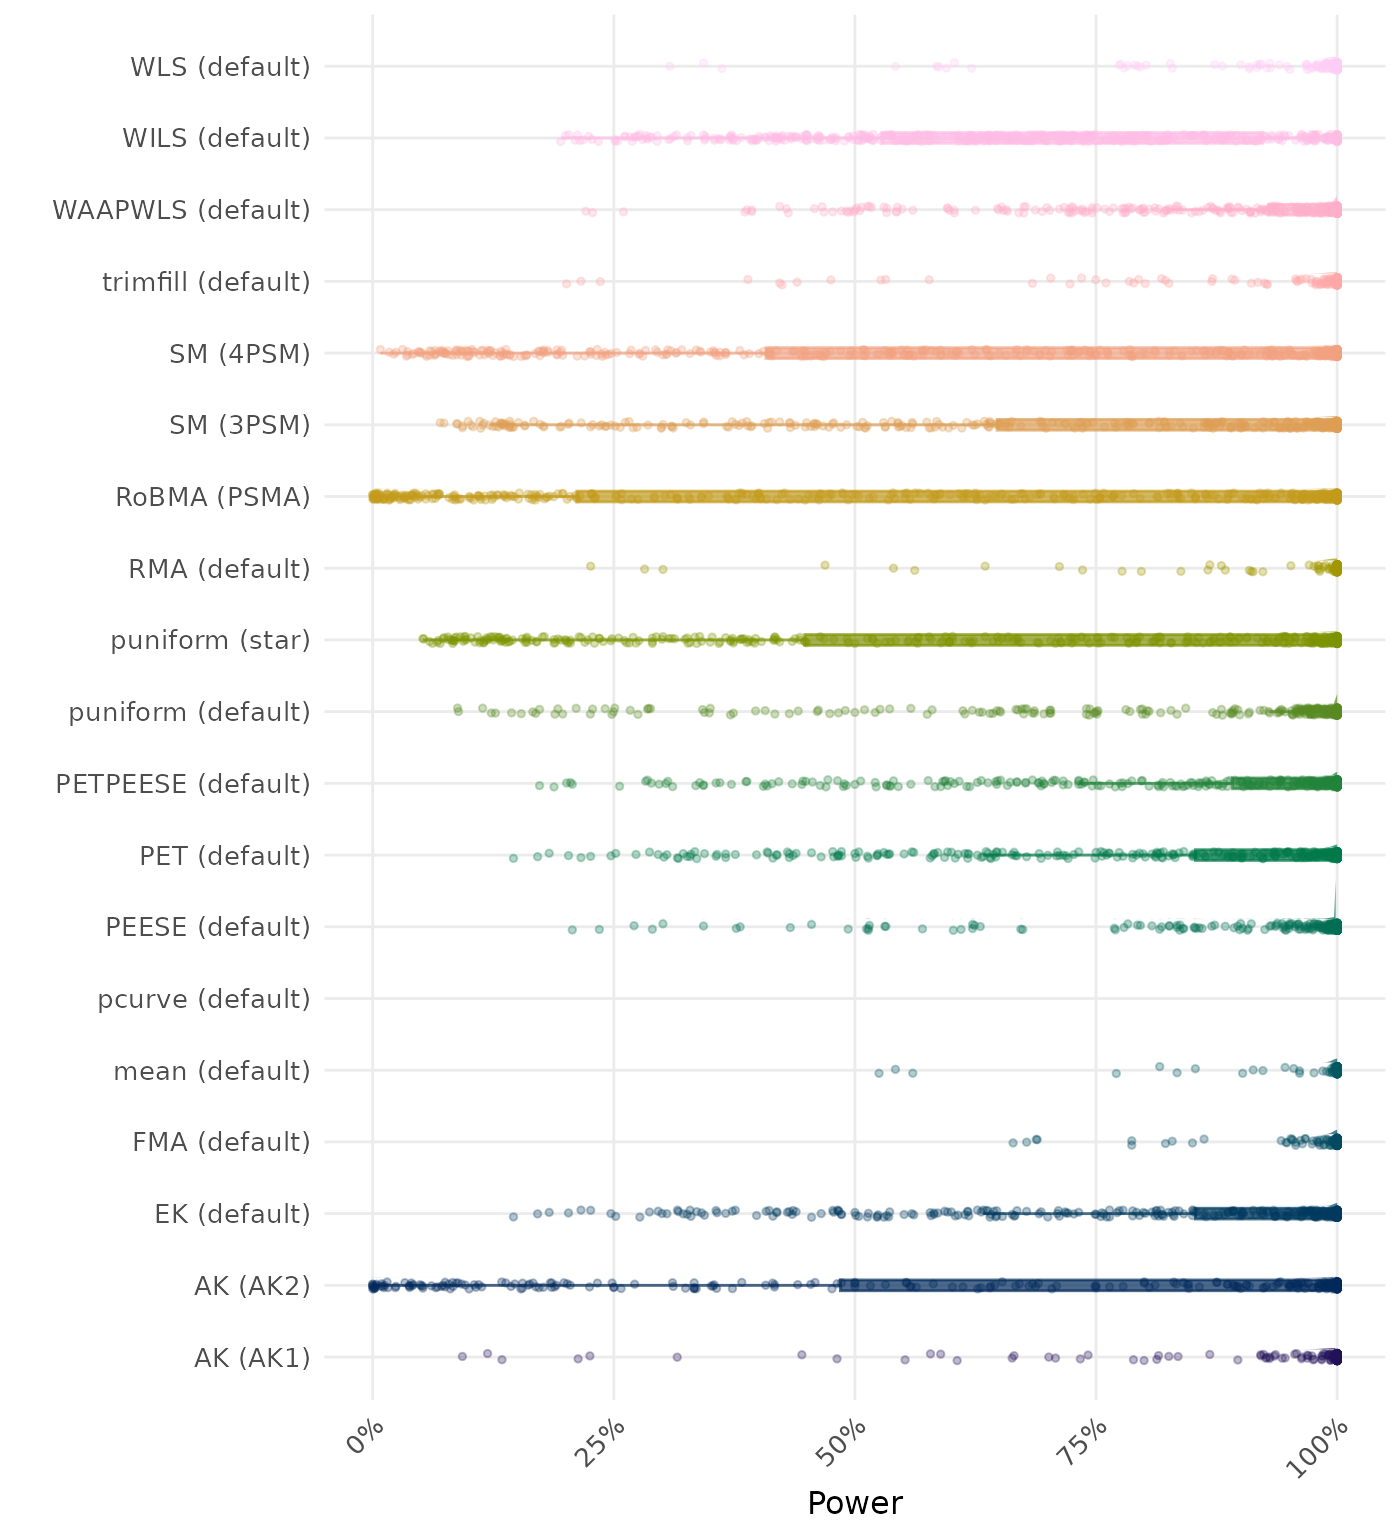 WLS (default)
WILS (default)
WAAPWLS (default)
trimfill (default)
SM (4PSM)
SM (3PSM)
RoBMA (PSMA)
RMA (default)
puniform (star)
puniform (default)
PETPEESE (default)
PET (default)
PEESE (default)
pcurve (default)
mean (default)
FMA (default)
EK (default)
AK (AK2)
AK (AK1)
0% 25% 50% 75% 100%
Power